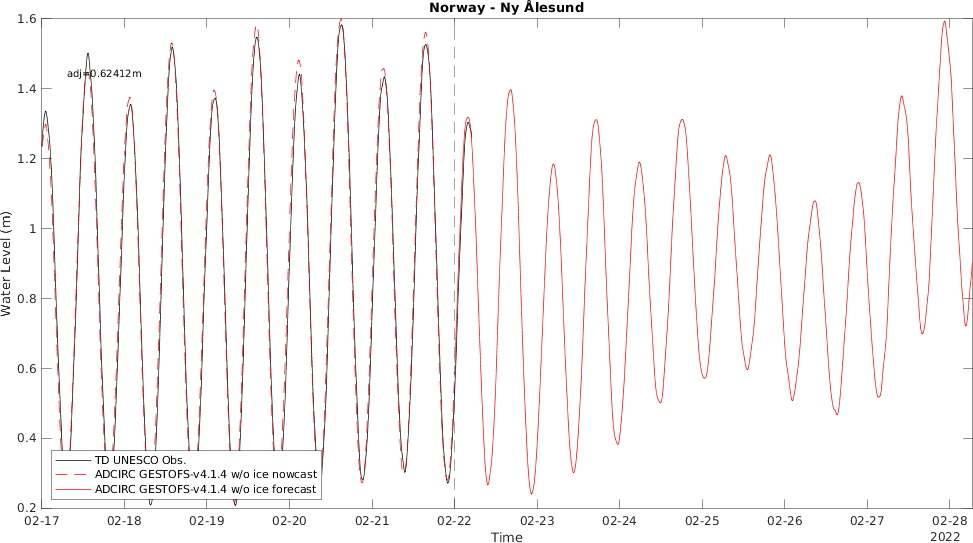 Norway - Ny Ålesund
1.6
1.4
1.2
1
0.8
0.6
0.4
0.2
Water Level (m)
adj=0.62412m
TD UNESCO Obs.
ADCIRC GESTOFS-v4.1.4 w/o ice nowcast
ADCIRC GESTOFS-v4.1.4 w/o ice forecast
02-17 02-18 02-19 02-20 02-21 02-22 02-23 02-24 02-25 02-26 02-27 02-28
2022
Time